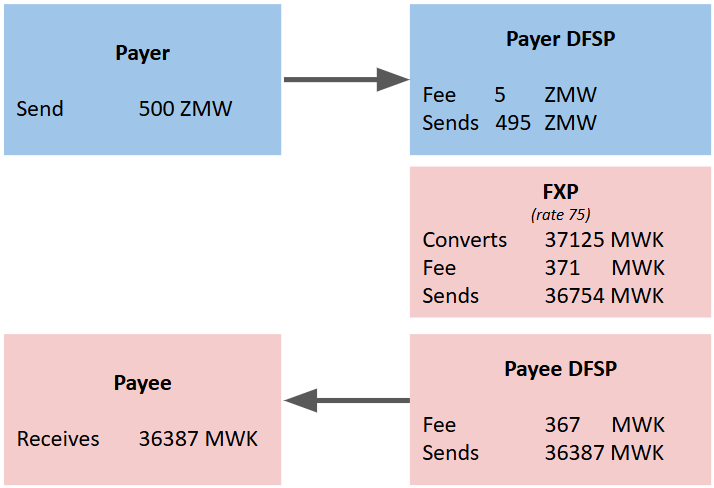 Payer
Send 500 ZMW
Payer DFSP
Fee 5 ZMW
Sends 495 ZMW
FXP
(rate 75)
Converts 37125 MWK
Fee 371 MWK
Sends 36754 MWK
Payee
Receives 36387 MWK
Payee DFSP
Fee 367 MWK
Sends 36387 MWK